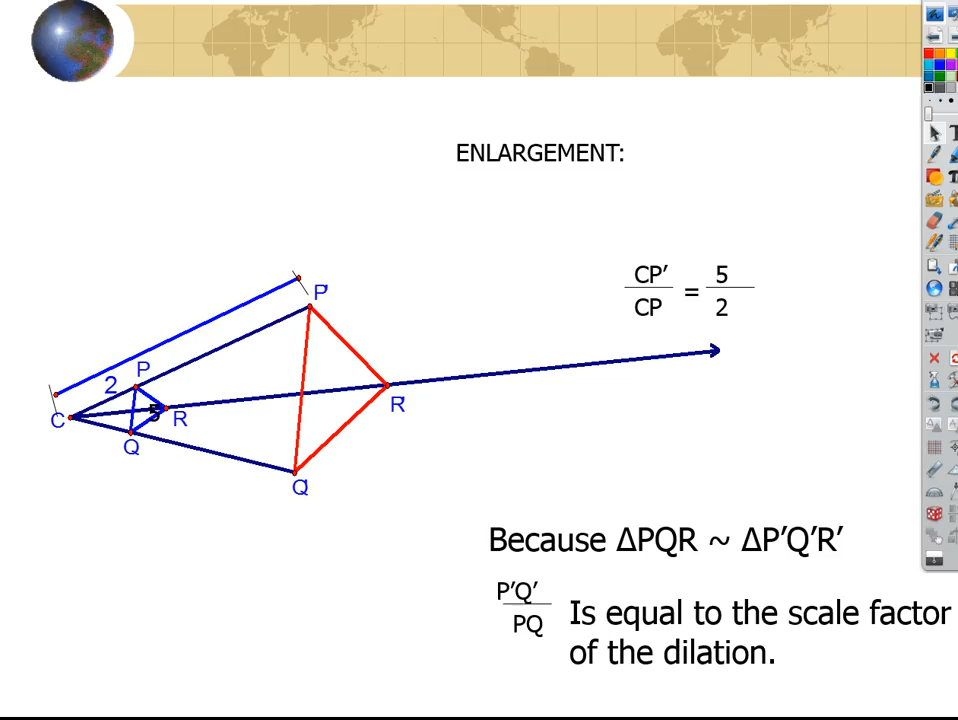 ENLARGEMENT:
CP’ = 5
CP 2
P'
P
2
C
5
R
R'
Q
Q'
Because ΔPQR ~ ΔP’Q’R’
P’Q’
PQ
Is equal to the scale factor
of the dilation.